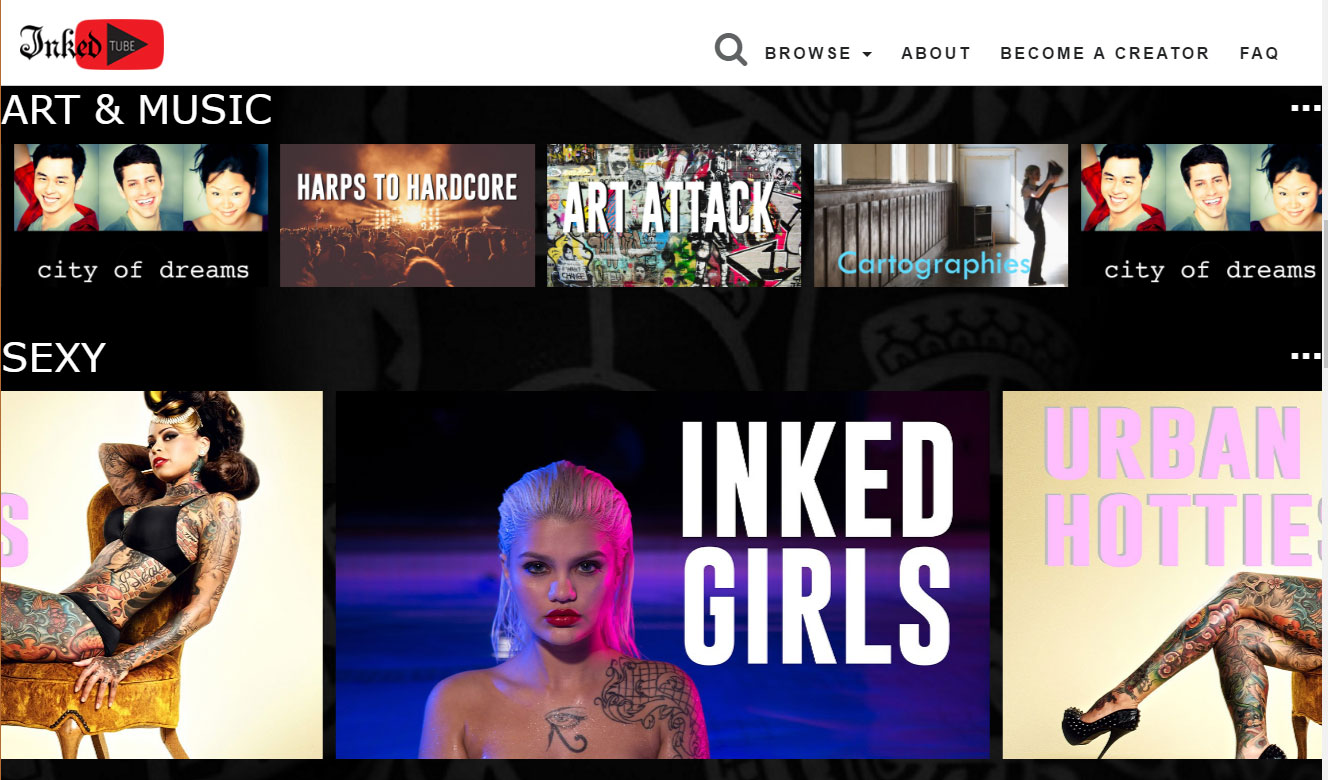 Inked TUBE
BROWSE ABOUT BECOME A CREATOR FAQ
ART & MUSIC
city of dreams
HARPS TO HARDCORE
ART ATTACK
Cartographies
city of dreams
SEXY
S
INKED
GIRLS
URBAN
HOTTIES